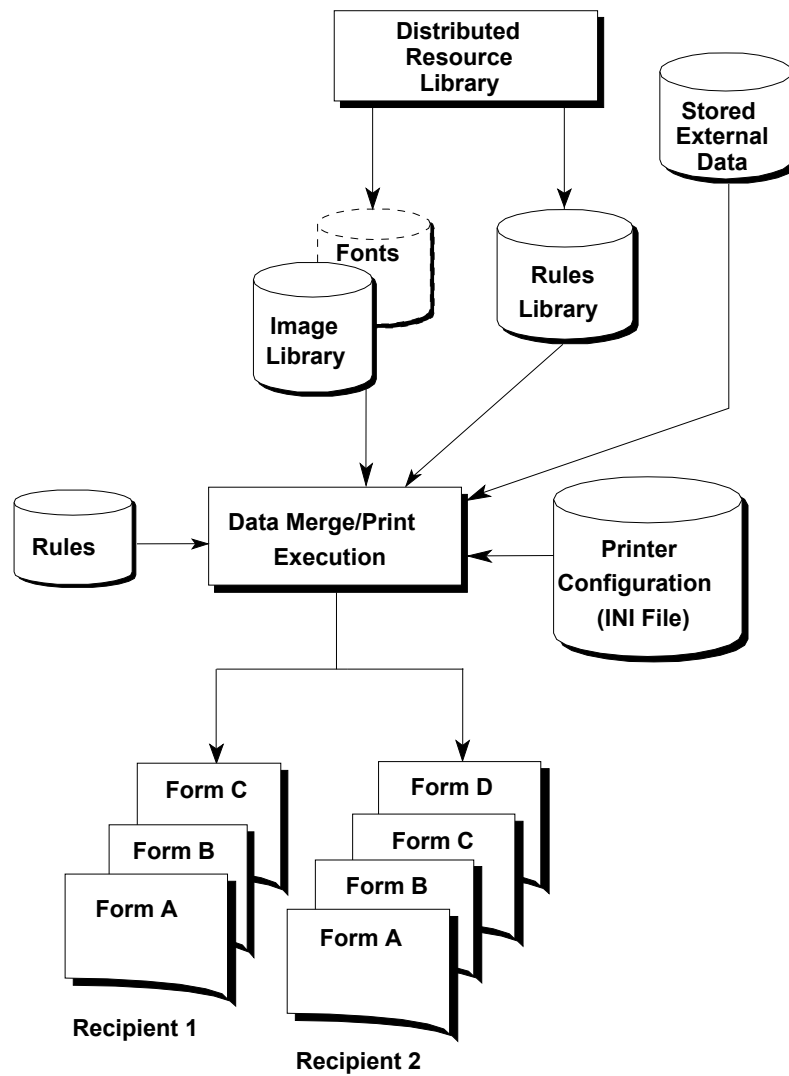 Distributed
Resource
Library
Stored
External
Data
Fonts
Image
Library
Rules
Library
Rules
Data Merge/Print
Execution
Printer
Configuration
(INI File)
Form C
Form B
Form A
Recipient 1
Form D
Form C
Form B
Form A
Recipient 2